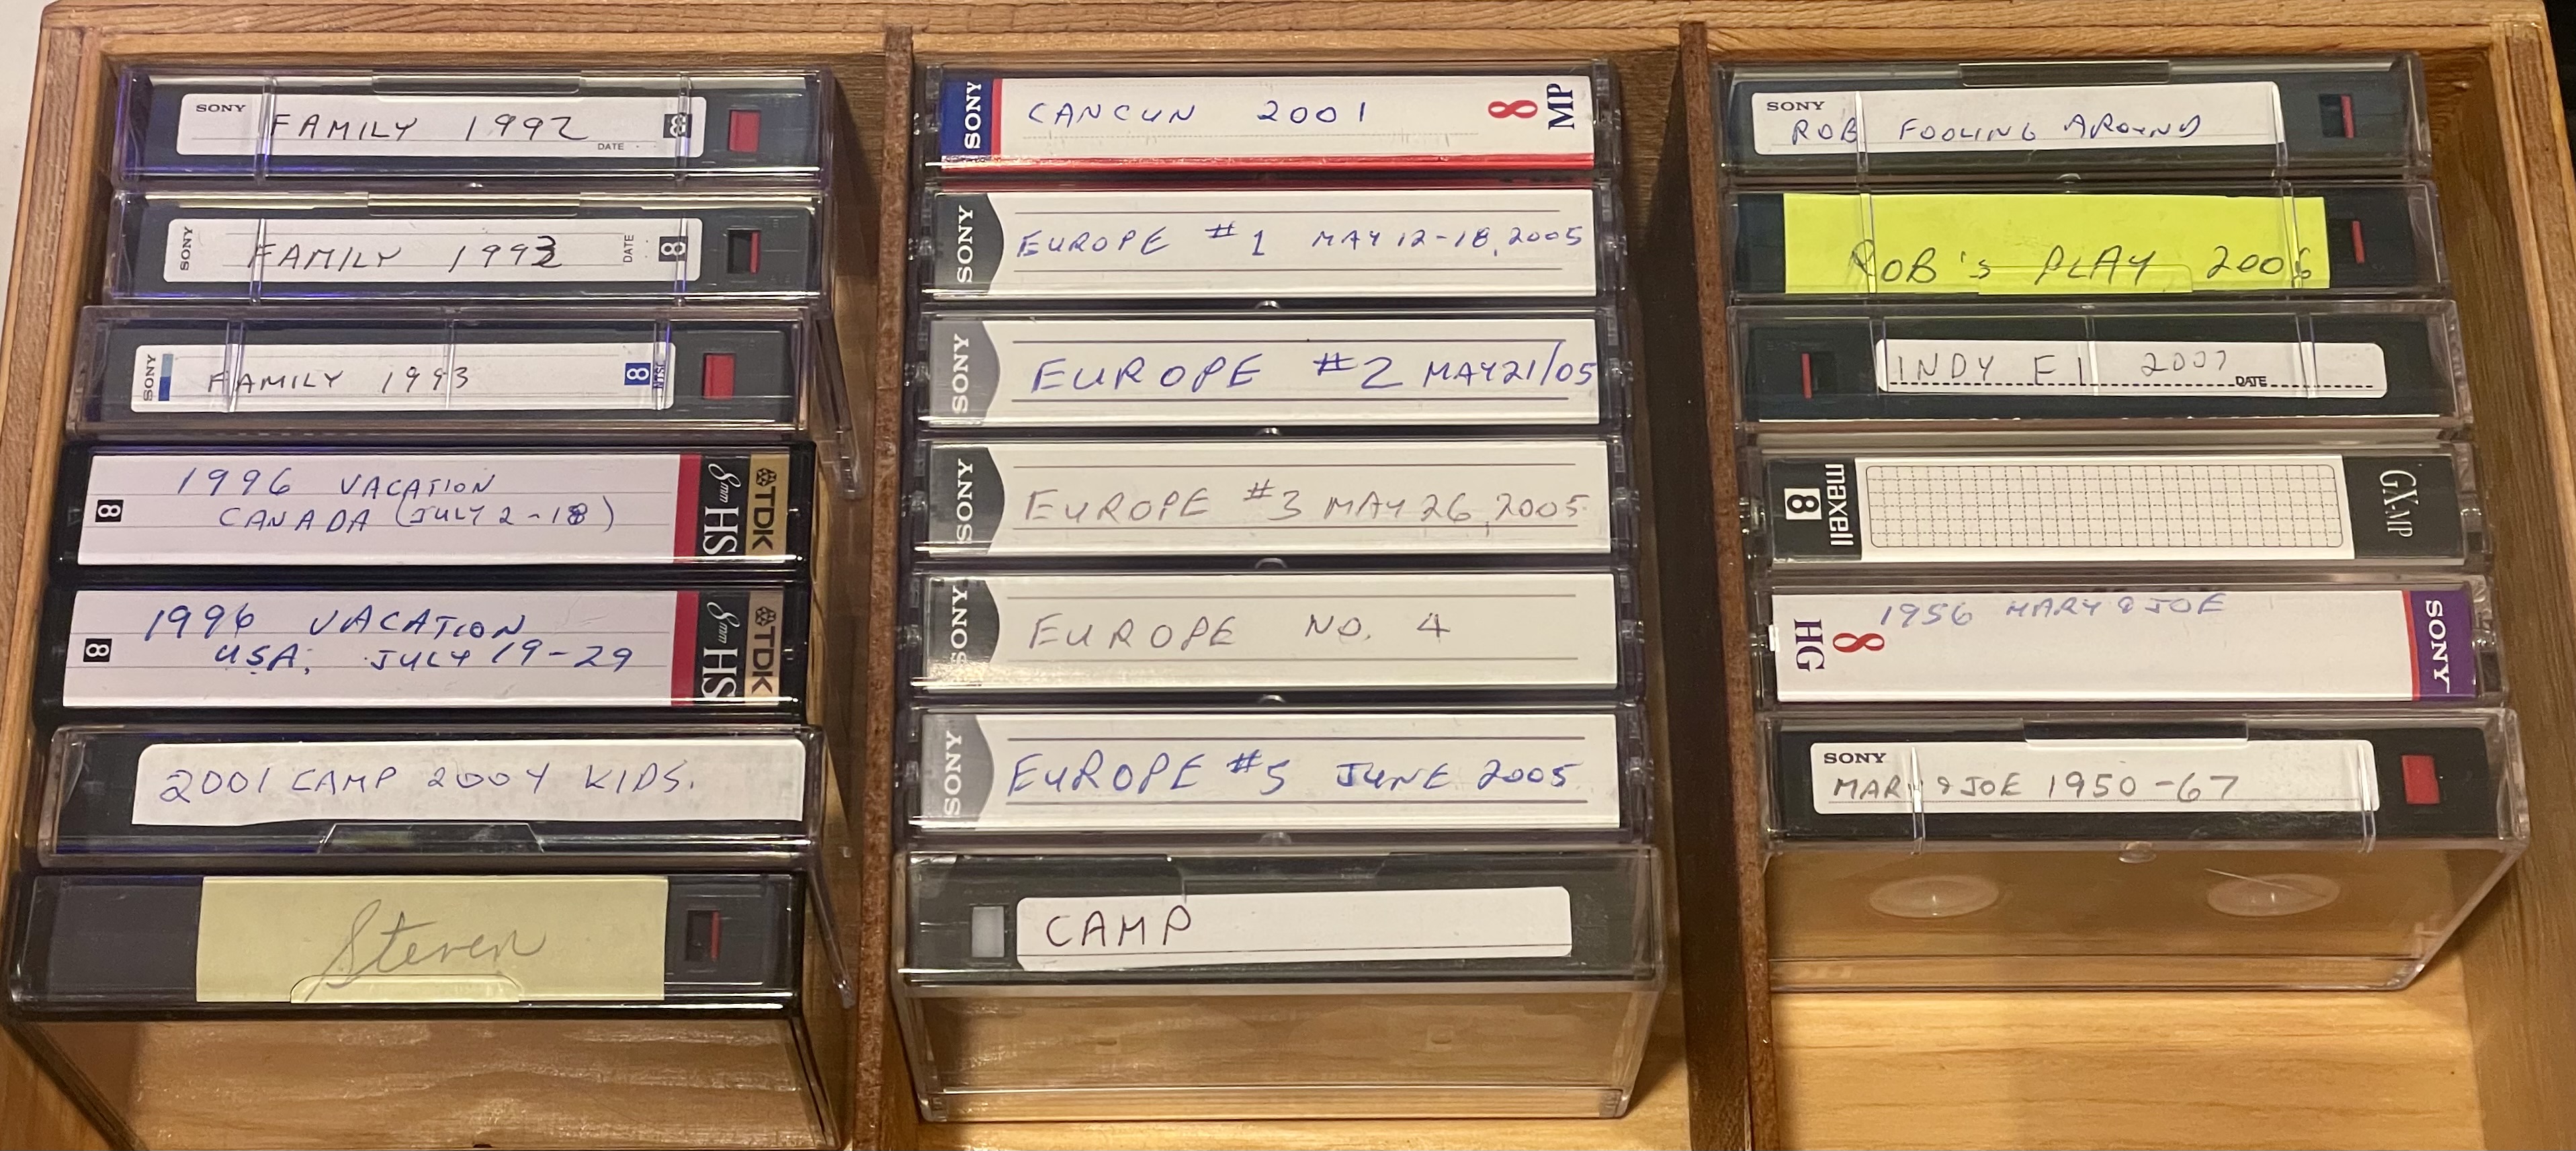 SONY
FAMILY 1992
DATE
8
SONY
FAMILY 1993
DATE
8
SONY
FAMILY 1993
8
NTSC
1996 VACATION
CANADA (JULY 2-18)
8
8mm HS
TDK
1996 VACATION
USA, JULY 19-29
8
8mm HS
TDK
2001 CAMP 2004 KIDS.
Steven
SONY
CANCUN 2001
8 MP
SONY
EUROPE #1 MAY 12-18, 2005
SONY
EUROPE #2 MAY 21/05
SONY
EUROPE #3 MAY 26, 2005
SONY
EUROPE NO. 4
SONY
EUROPE #5 JUNE 2005
CAMP
SONY
ROB FOOLING AROUND
ROB'S PLAY 2006
INDY F1 2007
DATE
maxell
8
GX-MP
1956 MARY & JOE
8 HG
SONY
SONY
MARY & JOE 1950-67